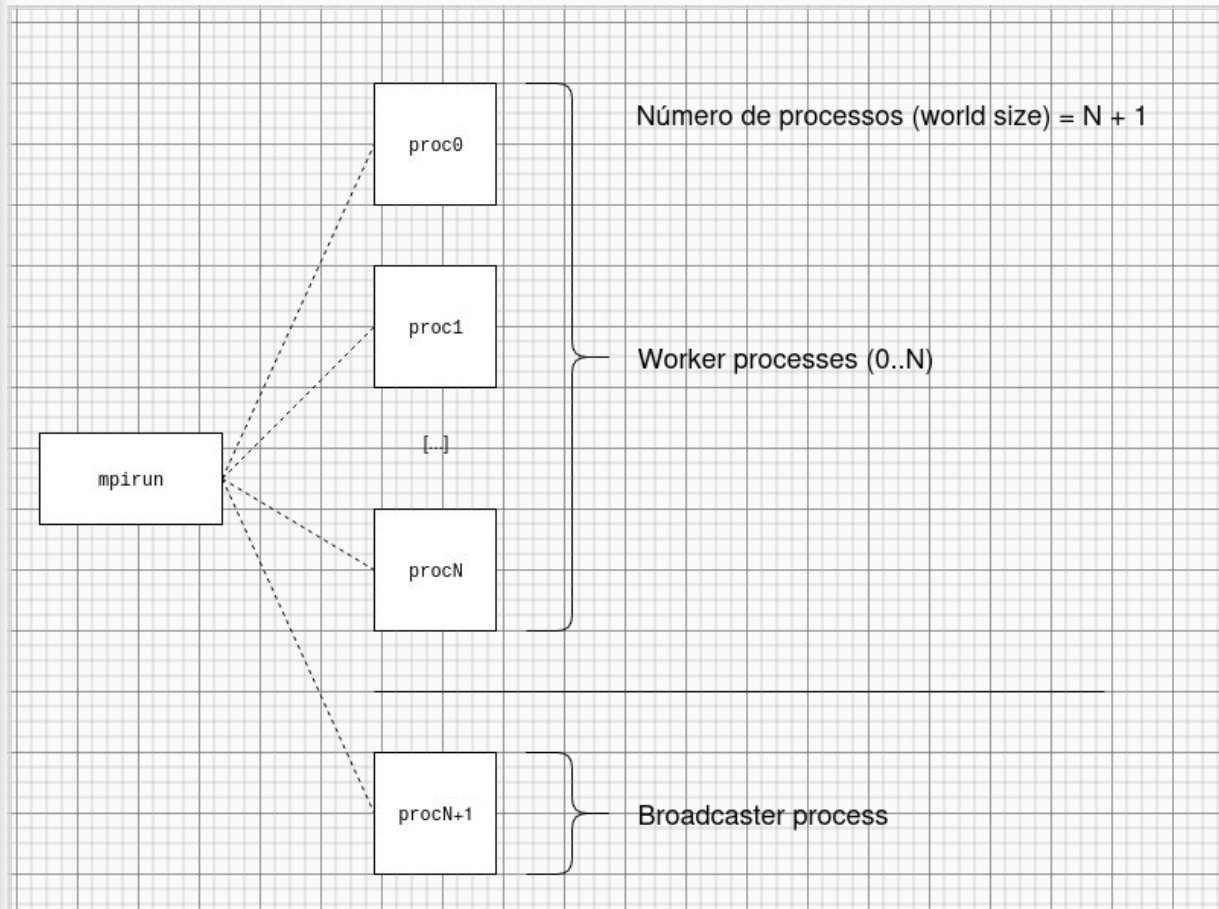 proc0
Número de processos (world size) = N + 1
proc1
Worker processes (0..N)
[...]
mpirun
procN
procN+1
Broadcaster process